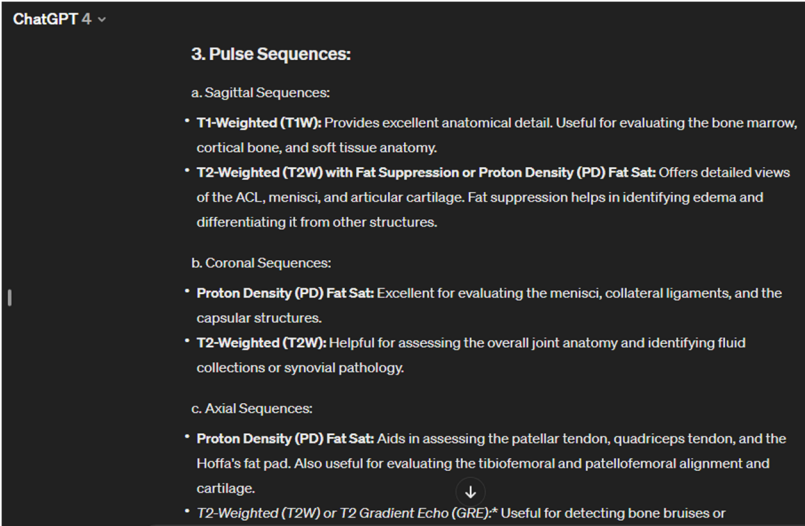 ChatGPT 4
3. Pulse Sequences:
a. Sagittal Sequences:
• T1-Weighted (T1W): Provides excellent anatomical detail. Useful for evaluating the bone marrow,
cortical bone, and soft tissue anatomy.
• T2-Weighted (T2W) with Fat Suppression or Proton Density (PD) Fat Sat: Offers detailed views
of the ACL, menisci, and articular cartilage. Fat suppression helps in identifying edema and
differentiating it from other structures.
b. Coronal Sequences:
• Proton Density (PD) Fat Sat: Excellent for evaluating the menisci, collateral ligaments, and the
capsular structures.
• T2-Weighted (T2W): Helpful for assessing the overall joint anatomy and identifying fluid
collections or synovial pathology.
c. Axial Sequences:
• Proton Density (PD) Fat Sat: Aids in assessing the patellar tendon, quadriceps tendon, and the
Hoffa's fat pad. Also useful for evaluating the tibiofemoral and patellofemoral alignment and
cartilage.
• T2-Weighted (T2W) or T2 Gradient Echo (GRE):* Useful for detecting bone bruises or